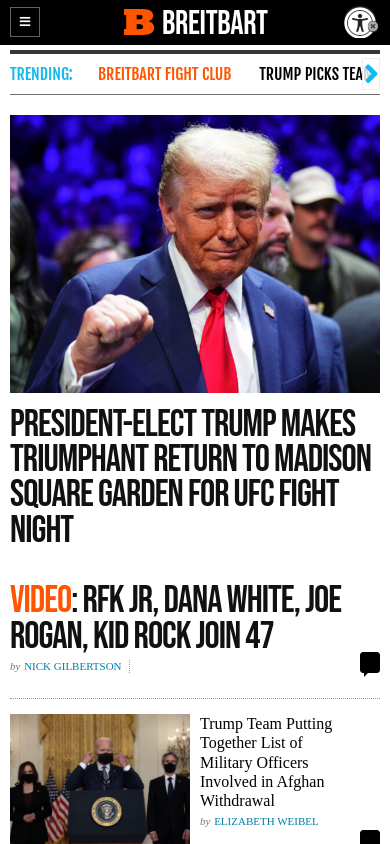 BREITBART
TRENDING:
BREITBART FIGHT CLUB
TRUMP PICKS
PRESIDENT-ELECT TRUMP MAKES
TRIUMPHANT RETURN TO MADISON
SQUARE GARDEN FOR UFC FIGHT
NIGHT
VIDEO: RFK JR, DANA WHITE, JOE
ROGAN, KID ROCK JOIN 47
by NICK GILBERTSON
Trump Team Putting
Together List of
Military Officers
Involved in Afghan
Withdrawal
by ELIZABETH WEIBEL